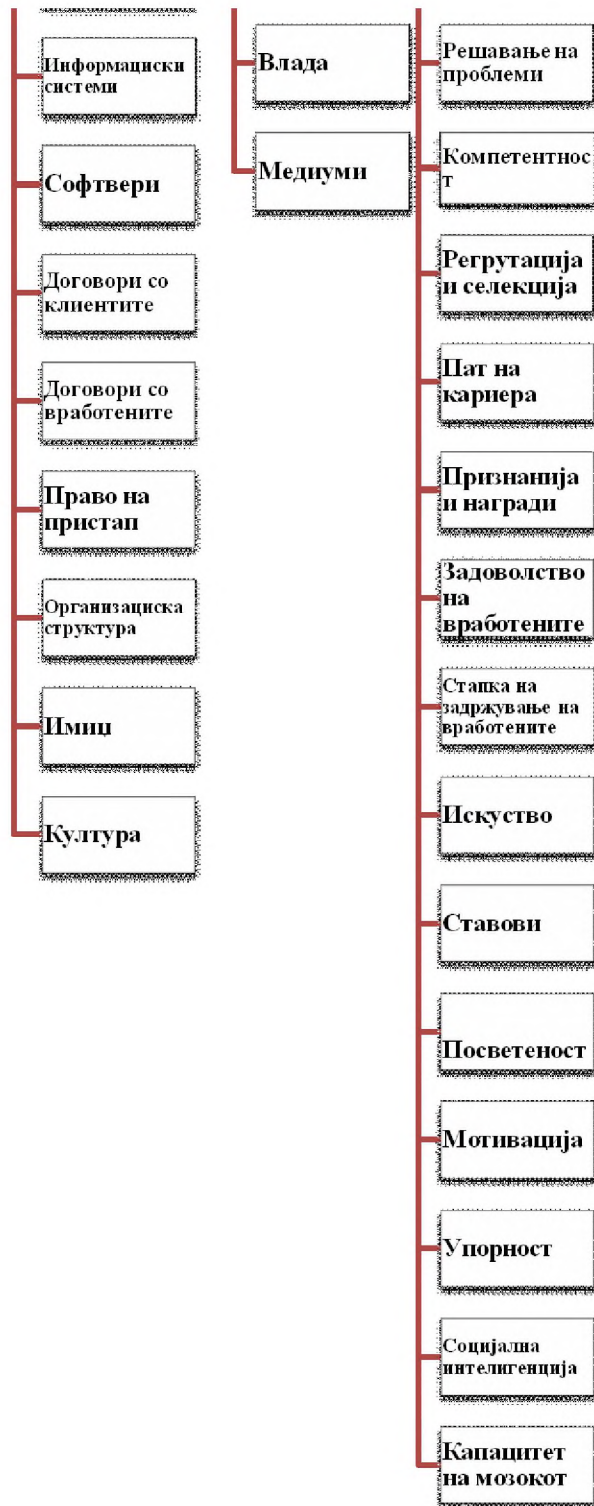 Информациски
системи
Софтвери
Договори со
клиентите
Договори со
вработените
Право на
пристап
Организациска
структура
Имиџ
Култура
Влада
Медиуми
Решавање на
проблеми
Компетентнос
т
Регрутација
и селекција
Пат на
кариера
Признанија
и награди
Задоволство
на
вработените
Стапка на
задржување на
вработените
Искуство
Ставови
Посветеност
Мотивација
Упорност
Социјална
интелигенција
Капацитет
на мозокот